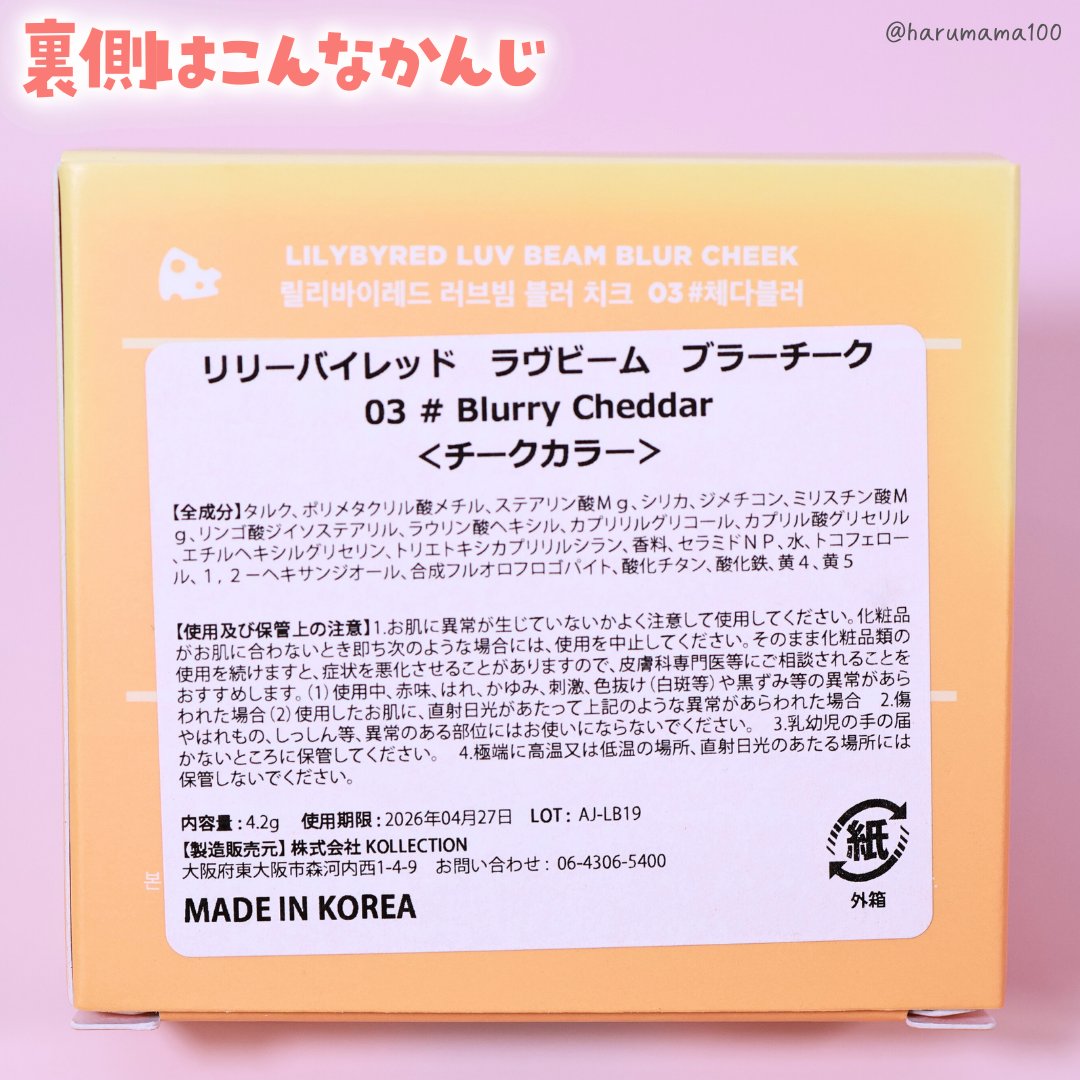 裏側はこんなかんじ
@harumama100
LILYBYRED LUV BEAM BLUR CHEEK
릴리바이레드 러브빔 블러 치크 03#체다블러
リリーバイレッド ラヴビーム ブラーチーク
03 # Blurry Cheddar
＜チークカラー＞
【全成分】タルク、ポリメタクリル酸メチル、ステアリン酸Ｍｇ、シリカ、ジメチコン、ミリスチン酸Ｍ
ｇ、リンゴ酸ジイソステアリル、ラウリン酸ヘキシル、カプリリルグリコール、カプリル酸グリセリル
、エチルヘキシルグリセリン、トリエトキシカプリリルシラン、香料、セラミドＮＰ、水、トコフェロー
ル、１，２－ヘキサンジオール、合成フルオロフロゴパイト、酸化チタン、酸化鉄、黄４、黄５
【使用及び保管上の注意】1.お肌に異常が生じていないかよく注意して使用してください。化粧品
がお肌に合わないとき即ち次のような場合には、使用を中止してください。そのまま化粧品類の
使用を続けますと、症状を悪化させることがありますので、皮膚科専門医等にご相談されることを
おすすめします。（1）使用中、赤味、はれ、かゆみ、刺激、色抜け（白斑等）や黒ずみ等の異常があら
われた場合（2）使用したお肌に、直射日光があたって上記のような異常があらわれた場合 2.傷
やはれもの、しっしん等、異常のある部位にはお使いにならないでください。 3.乳幼児の手の届
かないところに保管してください。 4.極端に高温又は低温の場所、直射日光のあたる場所には
保管しないでください。
内容量：4.2g 使用期限：2026年04月27日 LOT：AJ-LB19
【製造販売元】株式会社 KOLLECTION
大阪府東大阪市森河内西1-4-9 お問い合わせ：06-4306-5400
MADE IN KOREA
紙
外箱
본